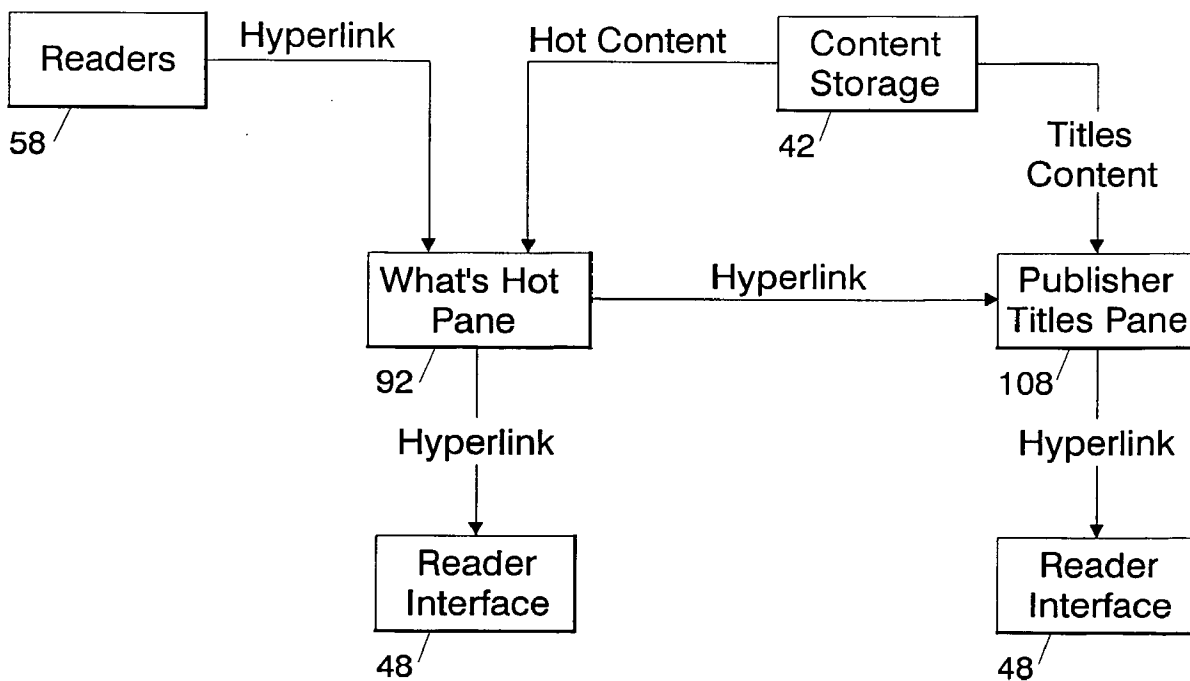 Readers
Hyperlink
Hot Content
Content
Storage
58
42
Titles
Content
What's Hot
Pane
Hyperlink
Publisher
Titles Pane
92
108
Hyperlink
Hyperlink
Reader
Interface
Reader
Interface
48
48